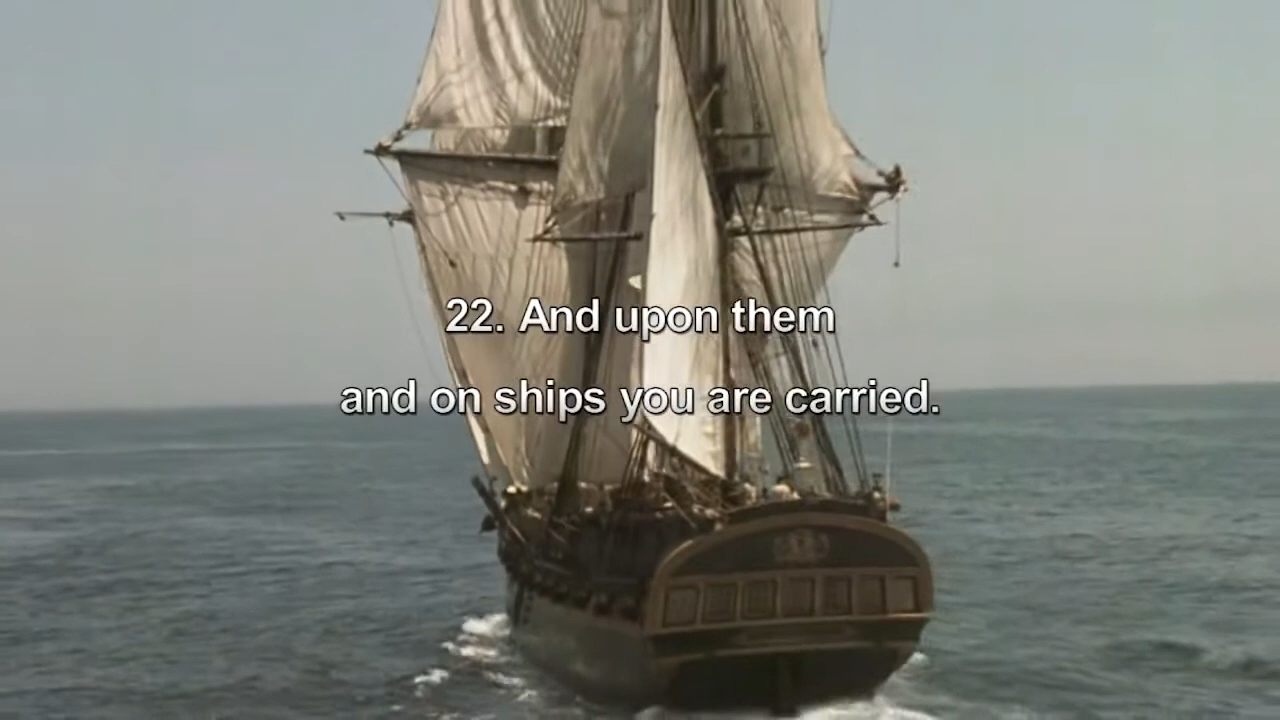 22. And upon them
and on ships you are carried.